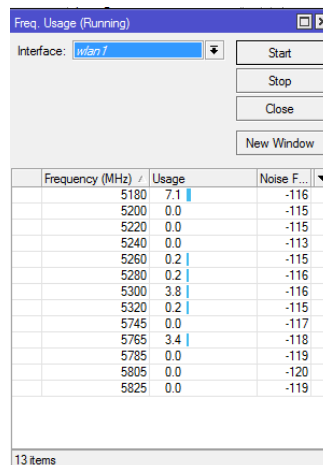 Freq. Usage (Running)
Interface: wlan1
Start
Stop
Close
New Window
Frequency (MHz) / Usage Noise F...
5180 7.1 -116
5200 0.0 -115
5220 0.0 -115
5240 0.0 -113
5260 0.2 -115
5280 0.2 -116
5300 3.8 -116
5320 0.2 -115
5745 0.0 -117
5765 3.4 -118
5785 0.0 -119
5805 0.0 -120
5825 0.0 -119
13 items